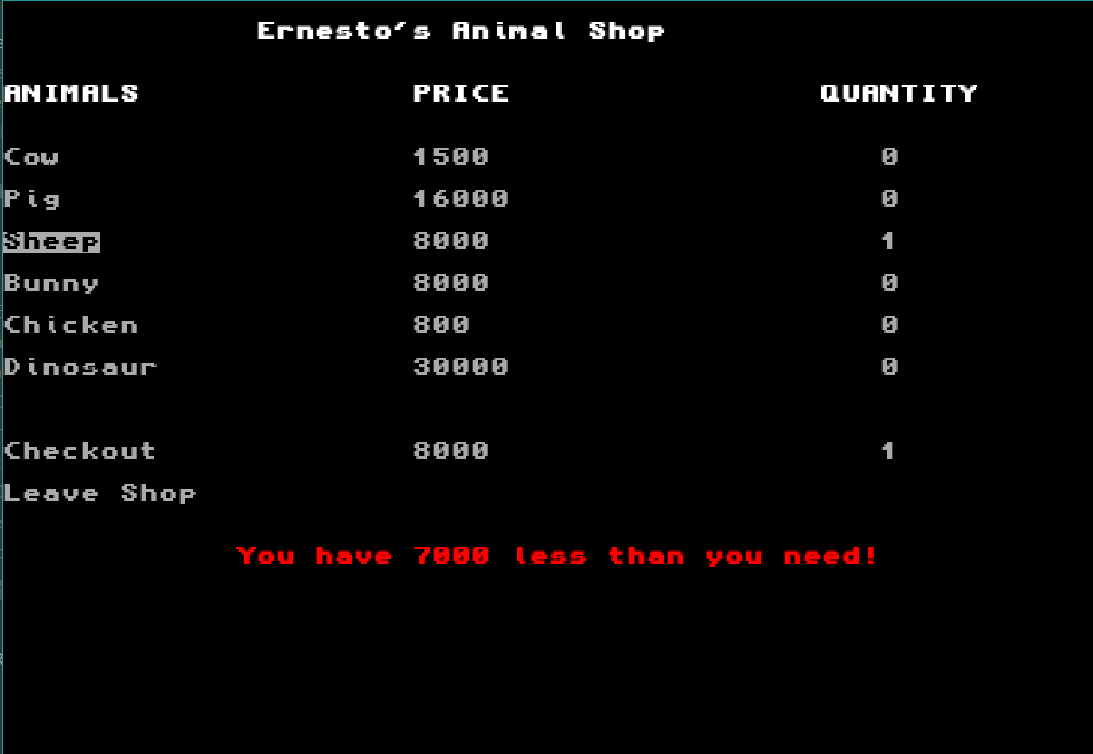 Ernesto's Animal Shop
ANIMALS PRICE QUANTITY
Cow 1500 0
Pig 16000 0
Sheep 8000 1
Bunny 8000 0
Chicken 800 0
Dinosaur 30000 0
Checkout 8000 1
Leave Shop
You have 7000 less than you need!